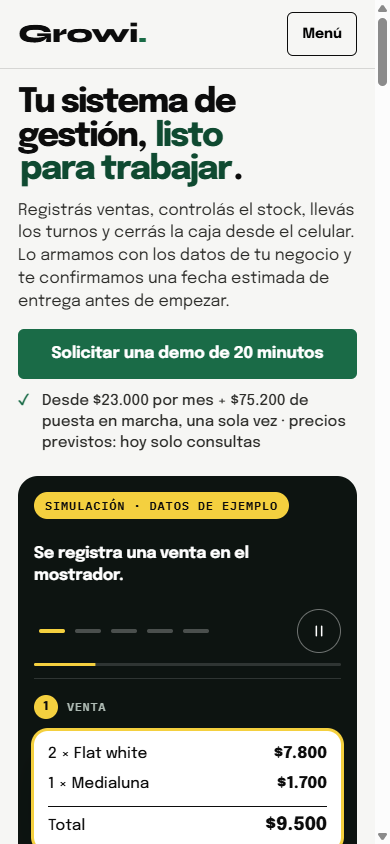 Growi.
Menú
Tu sistema de
gestión, listo
para trabajar.
Registrás ventas, controlás el stock, llevás
los turnos y cerrás la caja desde el celular.
Lo armamos con los datos de tu negocio y
te confirmamos una fecha estimada de
entrega antes de empezar.
Solicitar una demo de 20 minutos
✓ Desde $23.000 por mes + $75.200 de
puesta en marcha, una sola vez · precios
previstos: hoy solo consultas
SIMULACIÓN · DATOS DE EJEMPLO
Se registra una venta en el
mostrador.
1 VENTA
2 × Flat white $7.800
1 × Medialuna $1.700
Total $9.500